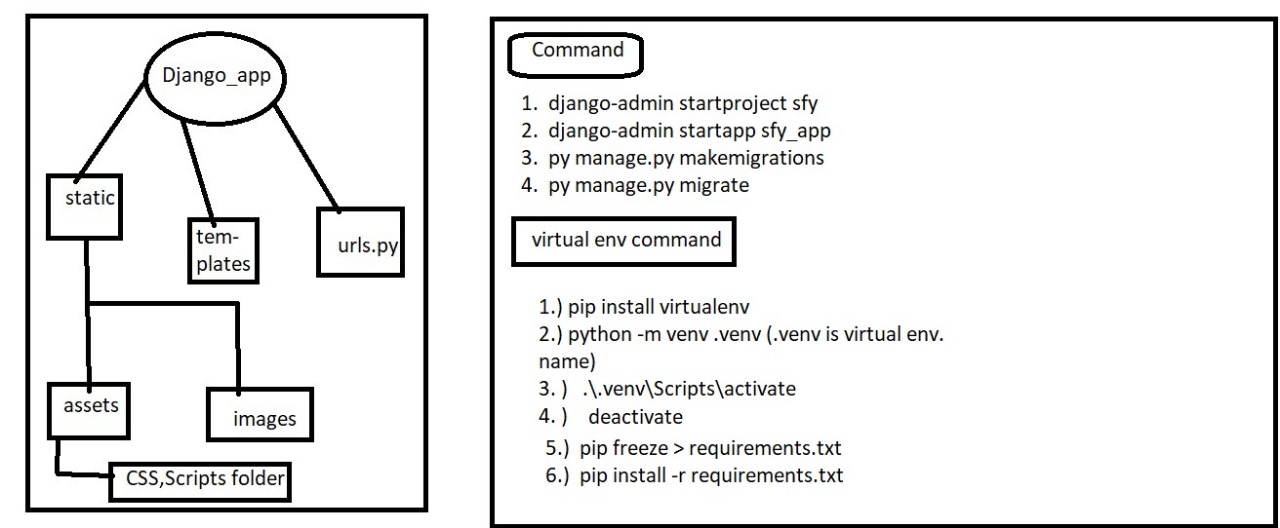 Django_app
static
tem-
plates
urls.py
assets
images
CSS,Scripts folder
Command
1. django-admin startproject sfy
2. django-admin startapp sfy_app
3. py manage.py makemigrations
4. py manage.py migrate
virtual env command
1.) pip install virtualenv
2.) python -m venv .venv (.venv is virtual env.
name)
3. ) .\.venv\Scripts\activate
4. ) deactivate
5.) pip freeze > requirements.txt
6.) pip install -r requirements.txt